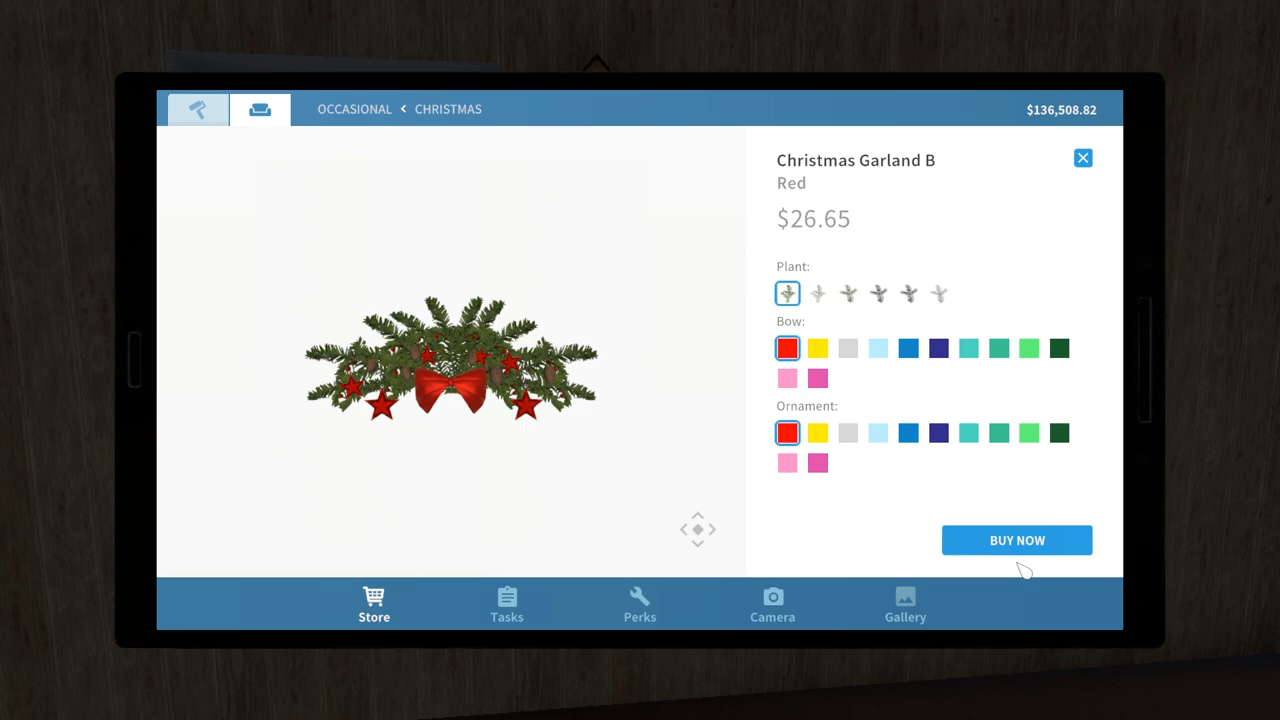 OCCASIONAL < CHRISTMAS
$136,508.82
Christmas Garland B
Red
$26.65
Plant:
Bow:
Ornament:
BUY NOW
Store
Tasks
Perks
Camera
Gallery